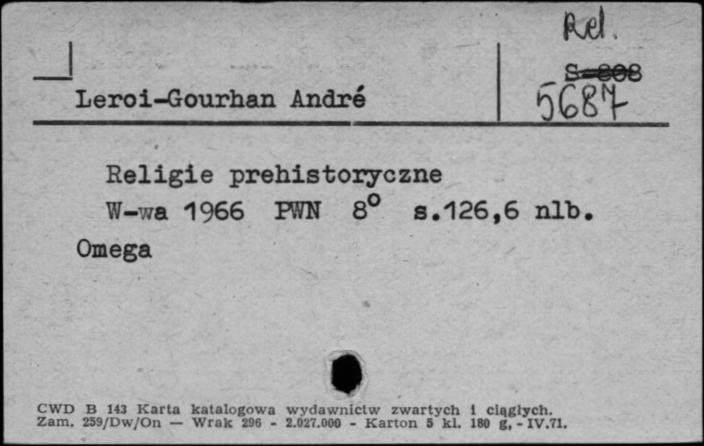 Rel.
S-808
Leroi-Gourhan André
5687
Religie prehistoryczne
W-wa 1966 PWN 8° s.126,6 nlb.
Omega
CWD B 143 Karta katalogowa wydawnictw zwartych i ciągłych.
Zam. 259/Dw/On — Wrak 296 - 2.027.000 - Karton 5 kl. 180 g, - IV.71.